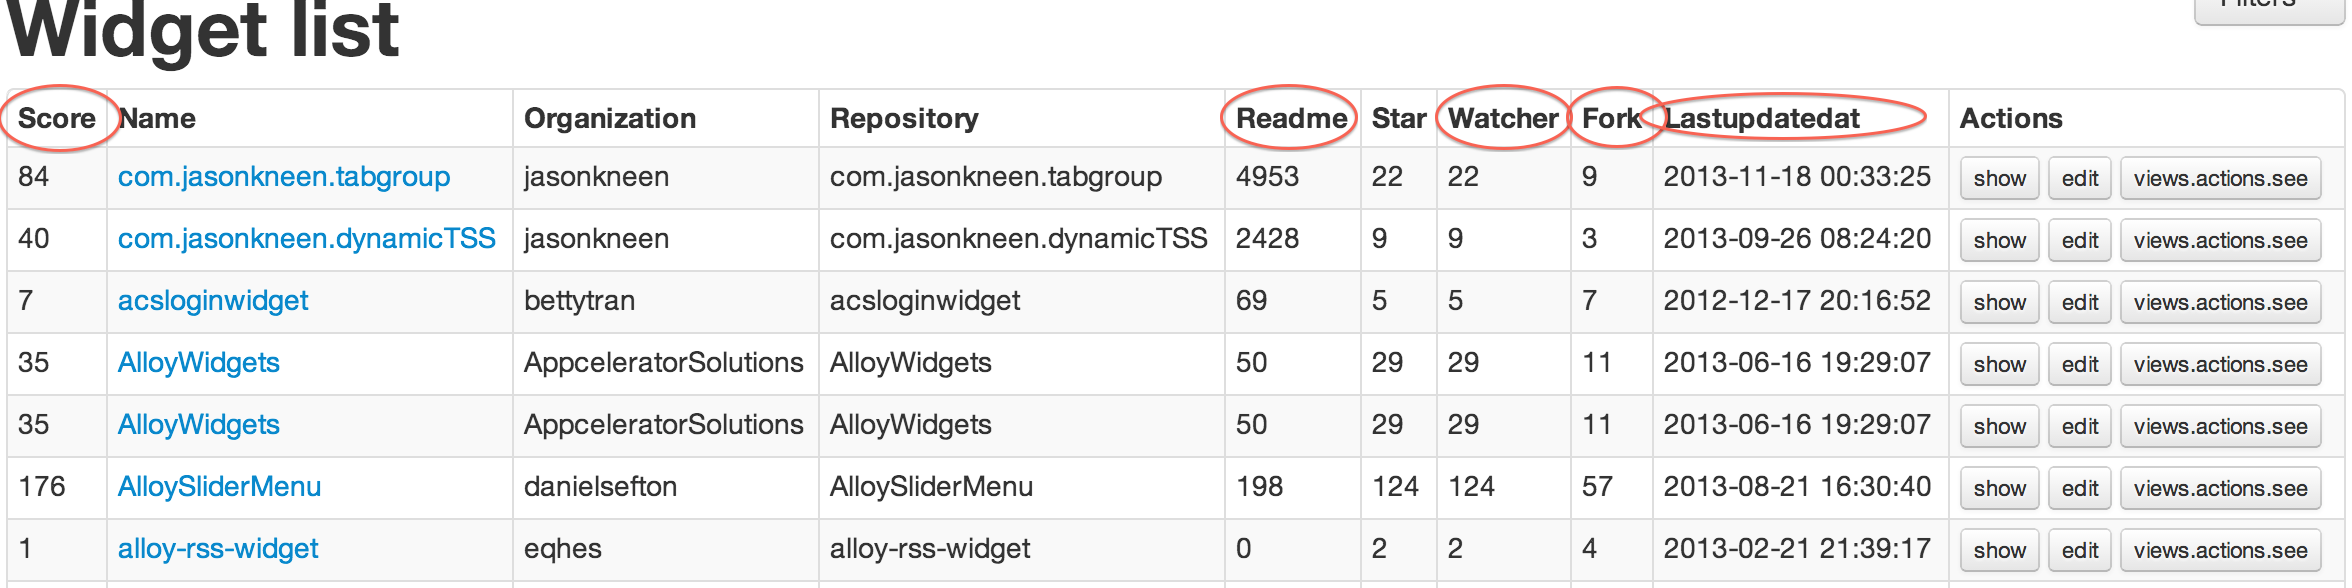 Widget list
Filters
Score Name Organization Repository Readme Star Watcher Fork Lastupdatedat Actions
84 com.jasonkneen.tabgroup jasonkneen com.jasonkneen.tabgroup 4953 22 22 9 2013-11-18 00:33:25 show edit views.actions.see
40 com.jasonkneen.dynamicTSS jasonkneen com.jasonkneen.dynamicTSS 2428 9 9 3 2013-09-26 08:24:20 show edit views.actions.see
7 acsloginwidget bettytran acsloginwidget 69 5 5 7 2012-12-17 20:16:52 show edit views.actions.see
35 AlloyWidgets AppceleratorSolutions AlloyWidgets 50 29 29 11 2013-06-16 19:29:07 show edit views.actions.see
35 AlloyWidgets AppceleratorSolutions AlloyWidgets 50 29 29 11 2013-06-16 19:29:07 show edit views.actions.see
176 AlloySliderMenu danielsefton AlloySliderMenu 198 124 124 57 2013-08-21 16:30:40 show edit views.actions.see
1 alloy-rss-widget eqhes alloy-rss-widget 0 2 2 4 2013-02-21 21:39:17 show edit views.actions.see